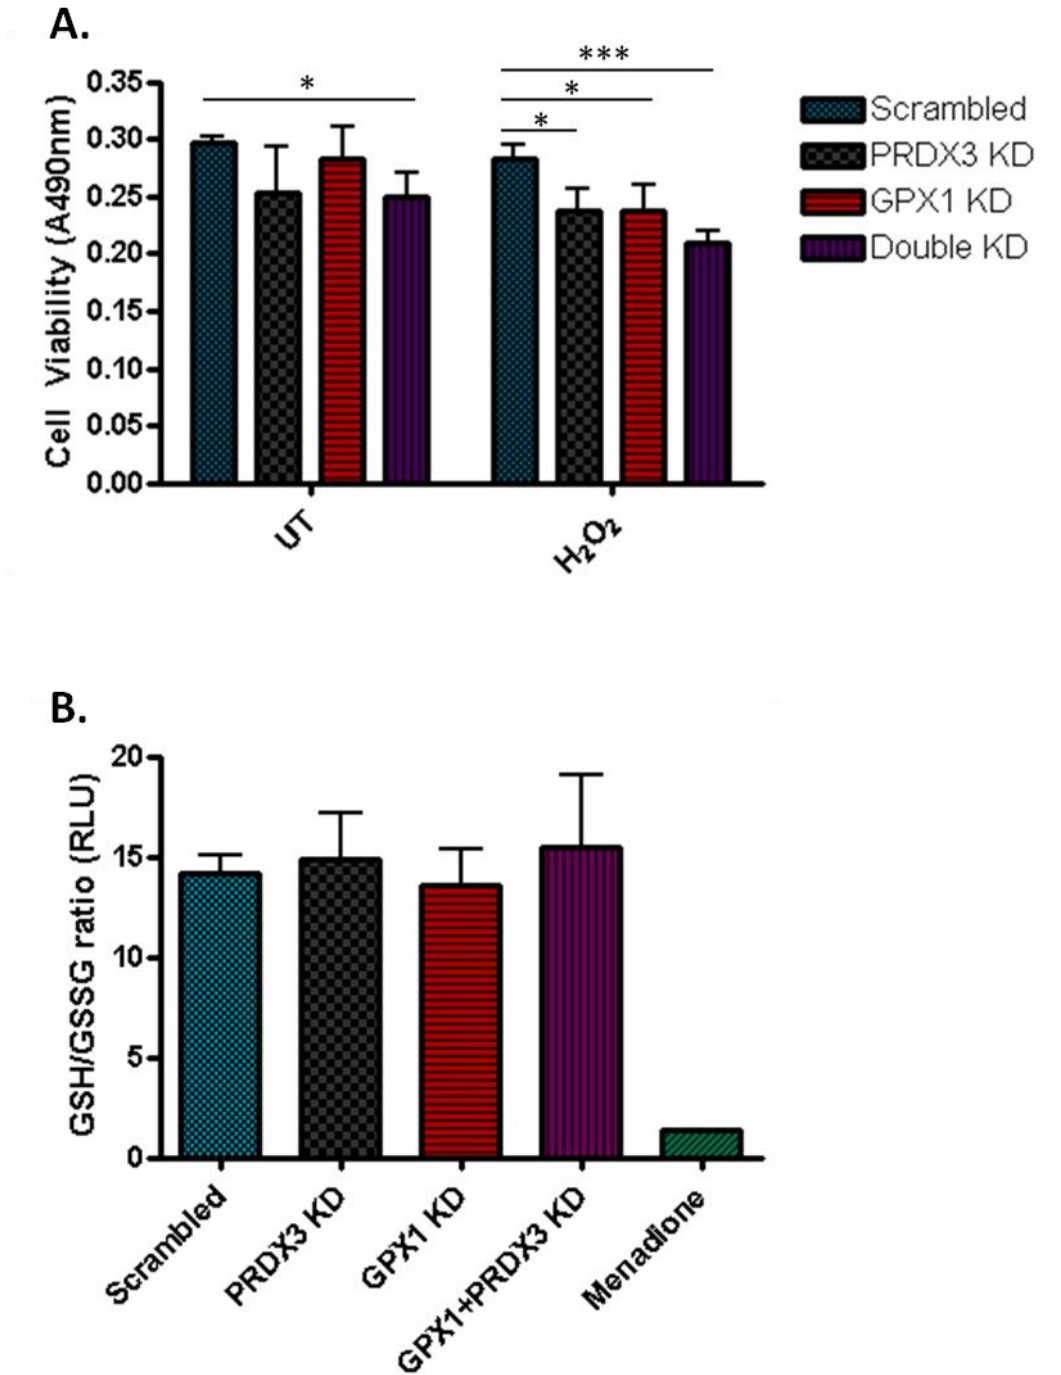 A.
***
*
*
*
0.35
0.30
0.25
0.20
0.15
0.10
0.05
0.00
Cell Viability (A490nm)
UT
H₂O₂
Scrambled
PRDX3 KD
GPX1 KD
Double KD
B.
20
15
10
5
0
GSH/GSSG ratio (RLU)
Scrambled
PRDX3 KD
GPX1 KD
GPX1+PRDX3 KD
Menadione